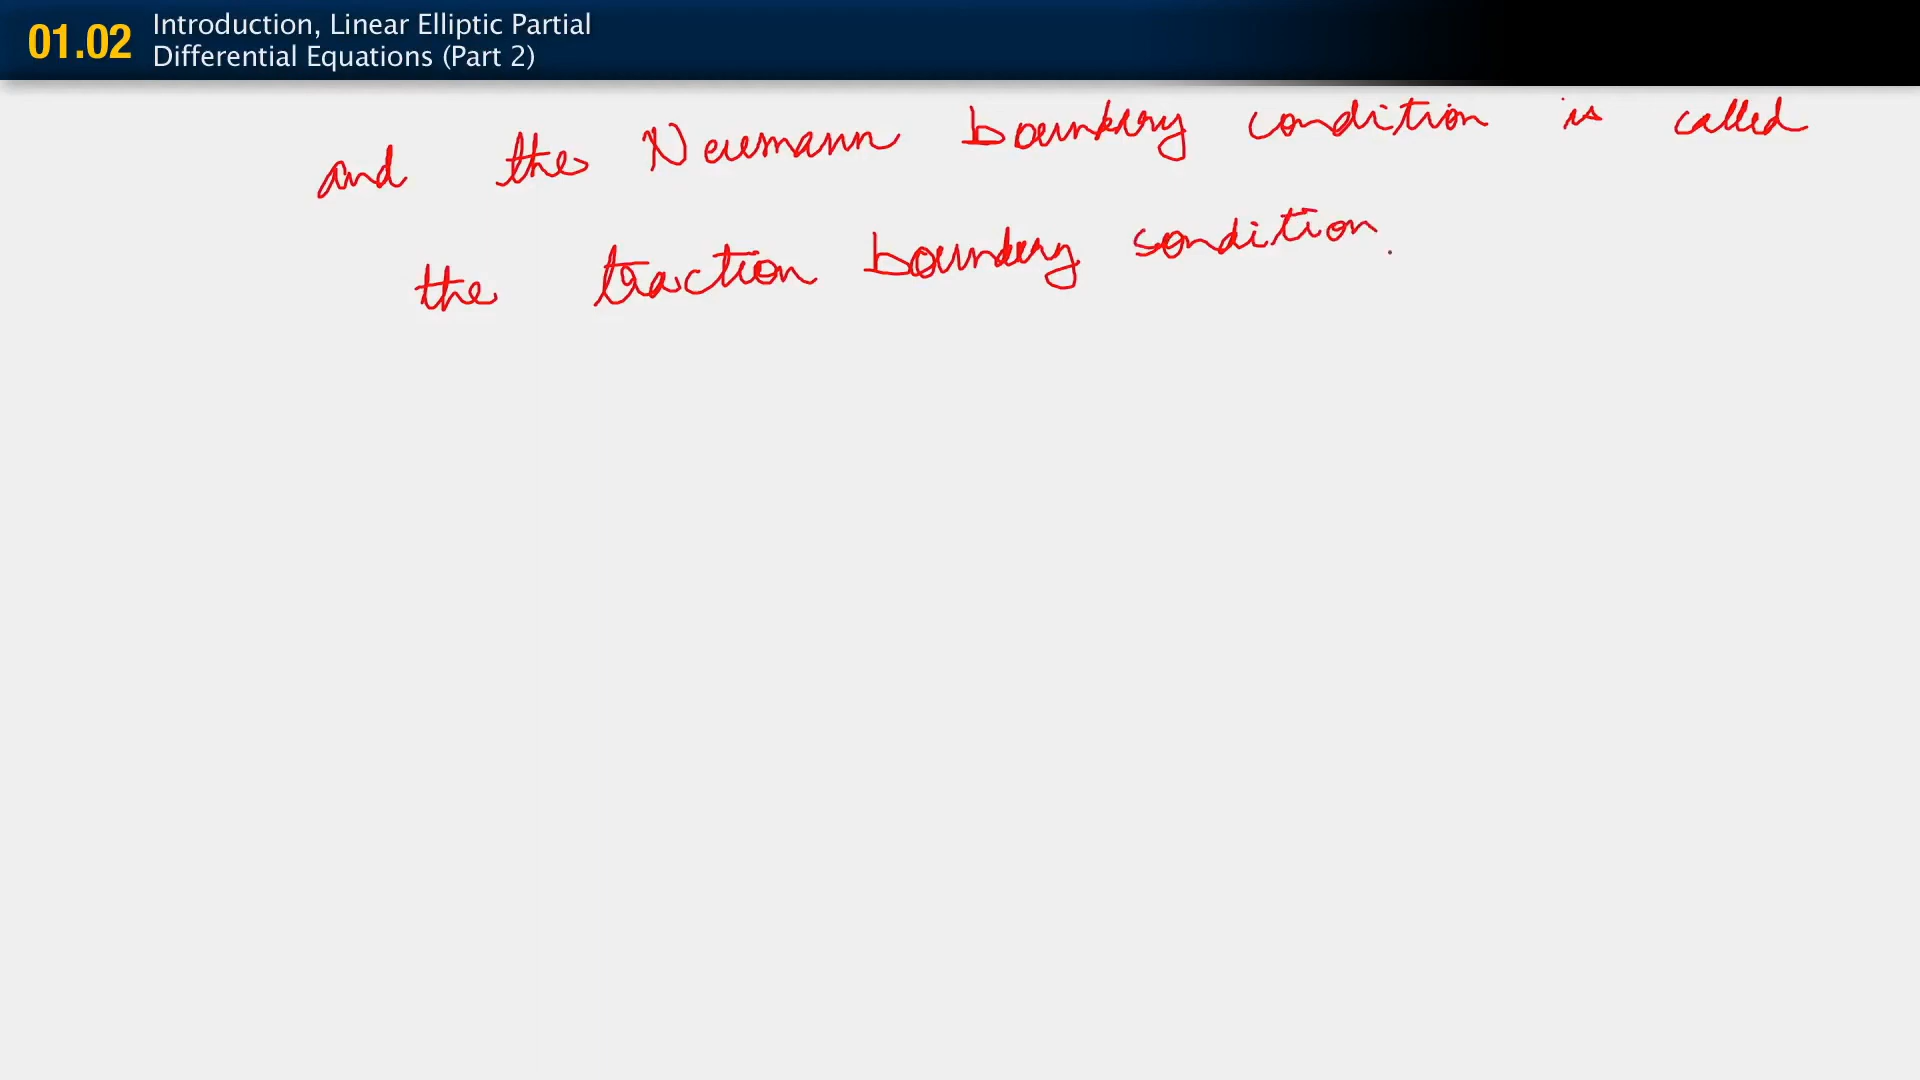 01.02
Introduction, Linear Elliptic Partial
Differential Equations (Part 2)
and the Neumann boundary condition is called
the traction boundary condition.